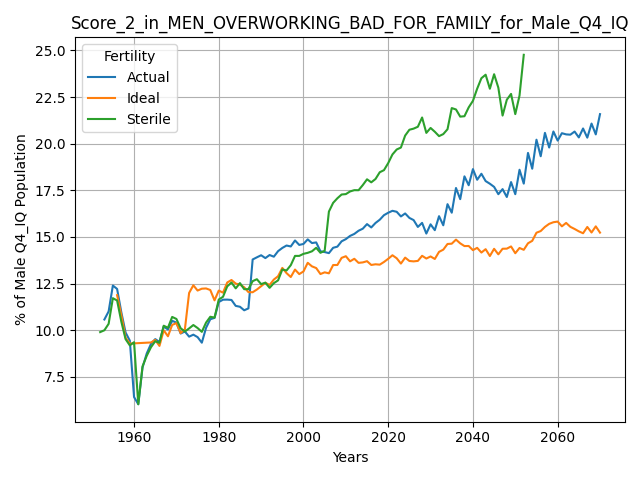 Score_2_in_MEN_OVERWORKING_BAD_FOR_FAMILY_for_Male_Q4_IQ
25.0
22.5
20.0
17.5
15.0
12.5
10.0
7.5
% of Male Q4_IQ Population
Fertility
Actual
Ideal
Sterile
1960 1980 2000 2020 2040 2060
Years